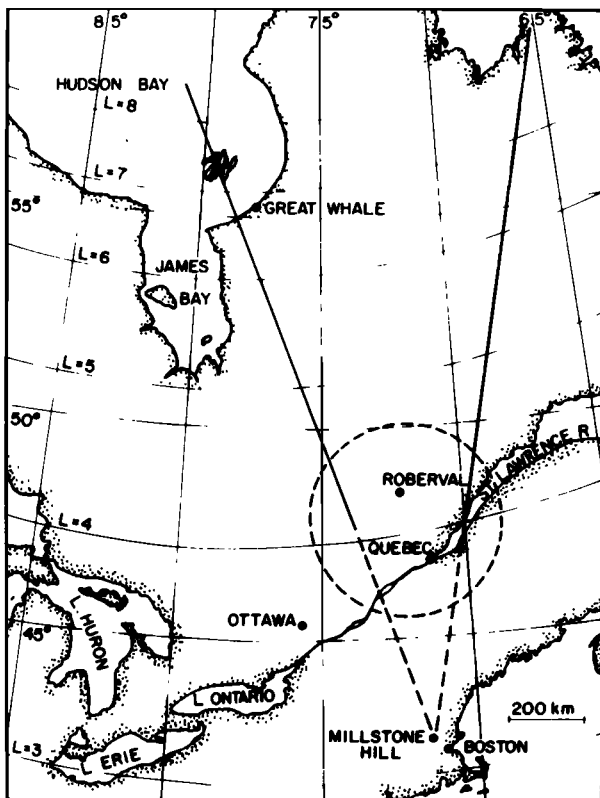 85°
75
65°
HUDSON BAY
L=8
L=7
55°
GREAT WHALE
L=6
JAMES
BAY
L=5
50°
ST. LAWRENCE R
ROBERVAL
L=4
QUEBEC
OTTAWA
45°
L HURON
L ONTARIO
200 km
MILLSTONE
HILL
BOSTON
L=3
L ERIE